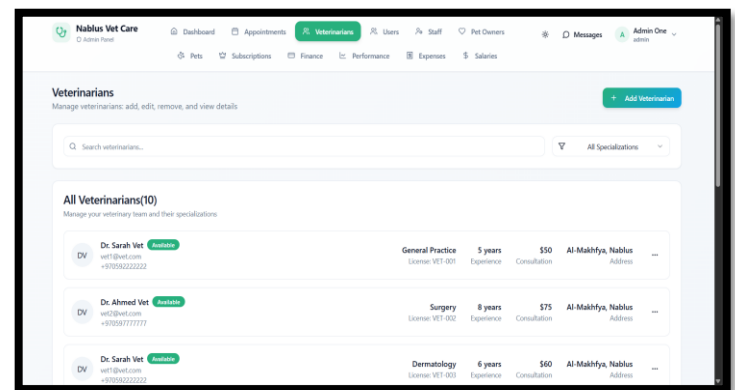 Nablus Vet Care
Admin Panel
Dashboard Appointments Veterinarians Users Staff Pet Owners
Messages
A Admin One
admin
Pets Subscriptions Finance Performance Expenses $ Salaries
Veterinarians
Manage veterinarians: add, edit, remove, and view details
+ Add Veterinarian
Search veterinarians...
All Specializations
All Veterinarians(10)
Manage your veterinary team and their specializations
DV
Dr. Sarah Vet Available
vet1@vet.com
+970592222222
General Practice 5 years $50 Al-Makhfya, Nablus ...
License: VET-001 Experience Consultation Address
DV
Dr. Ahmed Vet Available
vet2@vet.com
+970597777777
Surgery 8 years $75 Al-Makhfya, Nablus ...
License: VET-002 Experience Consultation Address
DV
Dr. Sarah Vet Available
vet1@vet.com
+970592222222
Dermatology 6 years $60 Al-Makhfya, Nablus ...
License: VET-003 Experience Consultation Address